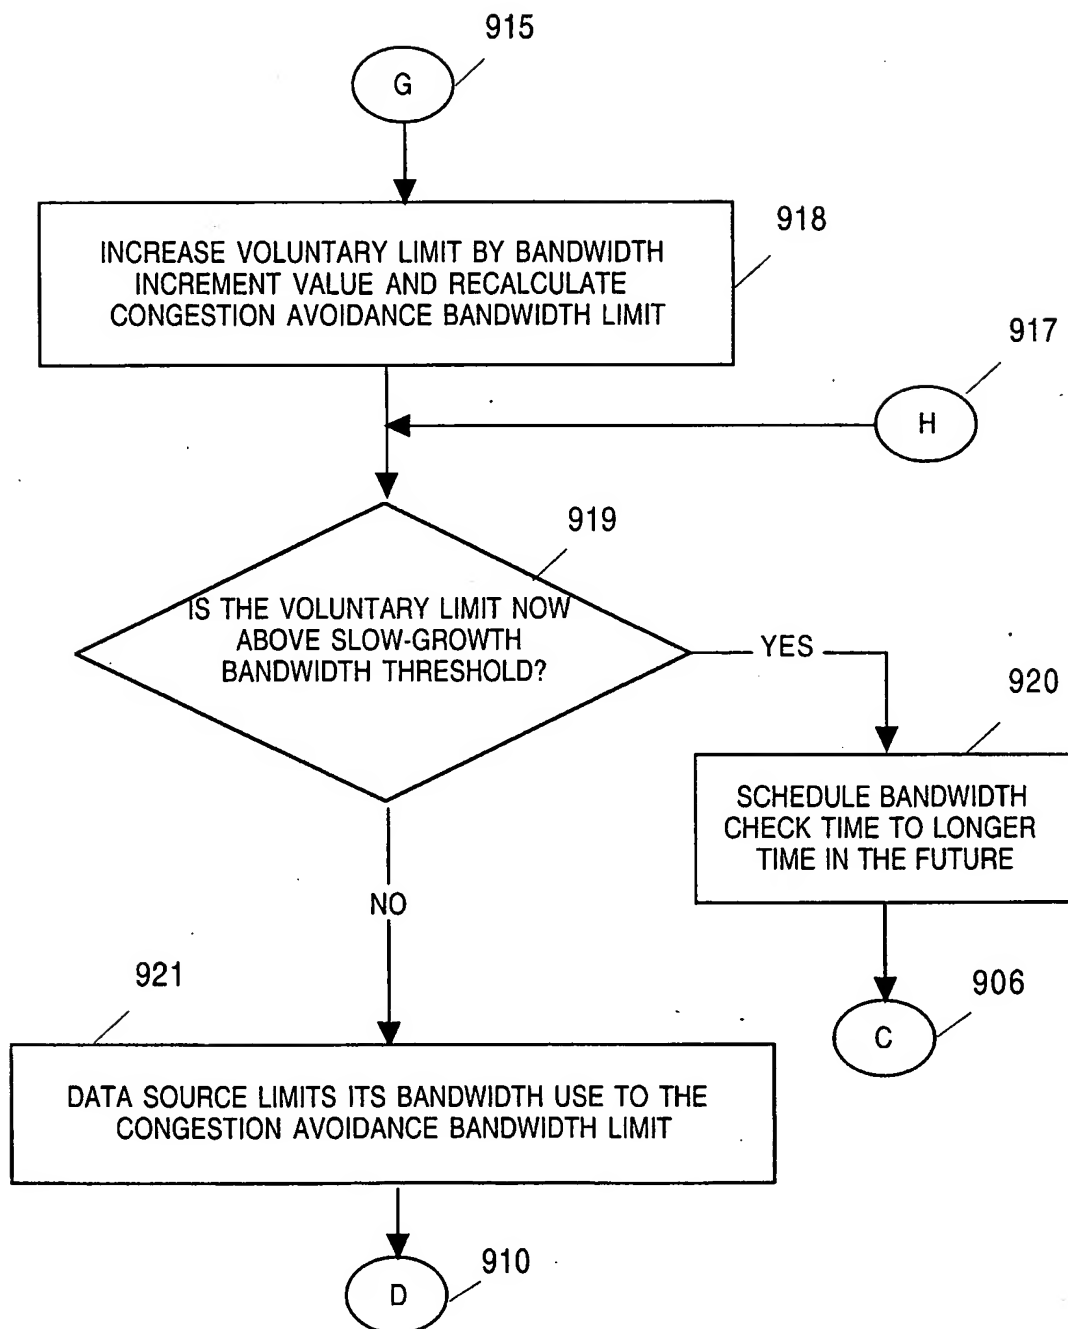 915
G
918
INCREASE VOLUNTARY LIMIT BY BANDWIDTH
INCREMENT VALUE AND RECALCULATE
CONGESTION AVOIDANCE BANDWIDTH LIMIT
917
H
919
IS THE VOLUNTARY LIMIT NOW
ABOVE SLOW-GROWTH
BANDWIDTH THRESHOLD?
YES
920
SCHEDULE BANDWIDTH
CHECK TIME TO LONGER
TIME IN THE FUTURE
NO
921
906
C
DATA SOURCE LIMITS ITS BANDWIDTH USE TO THE
CONGESTION AVOIDANCE BANDWIDTH LIMIT
910
D